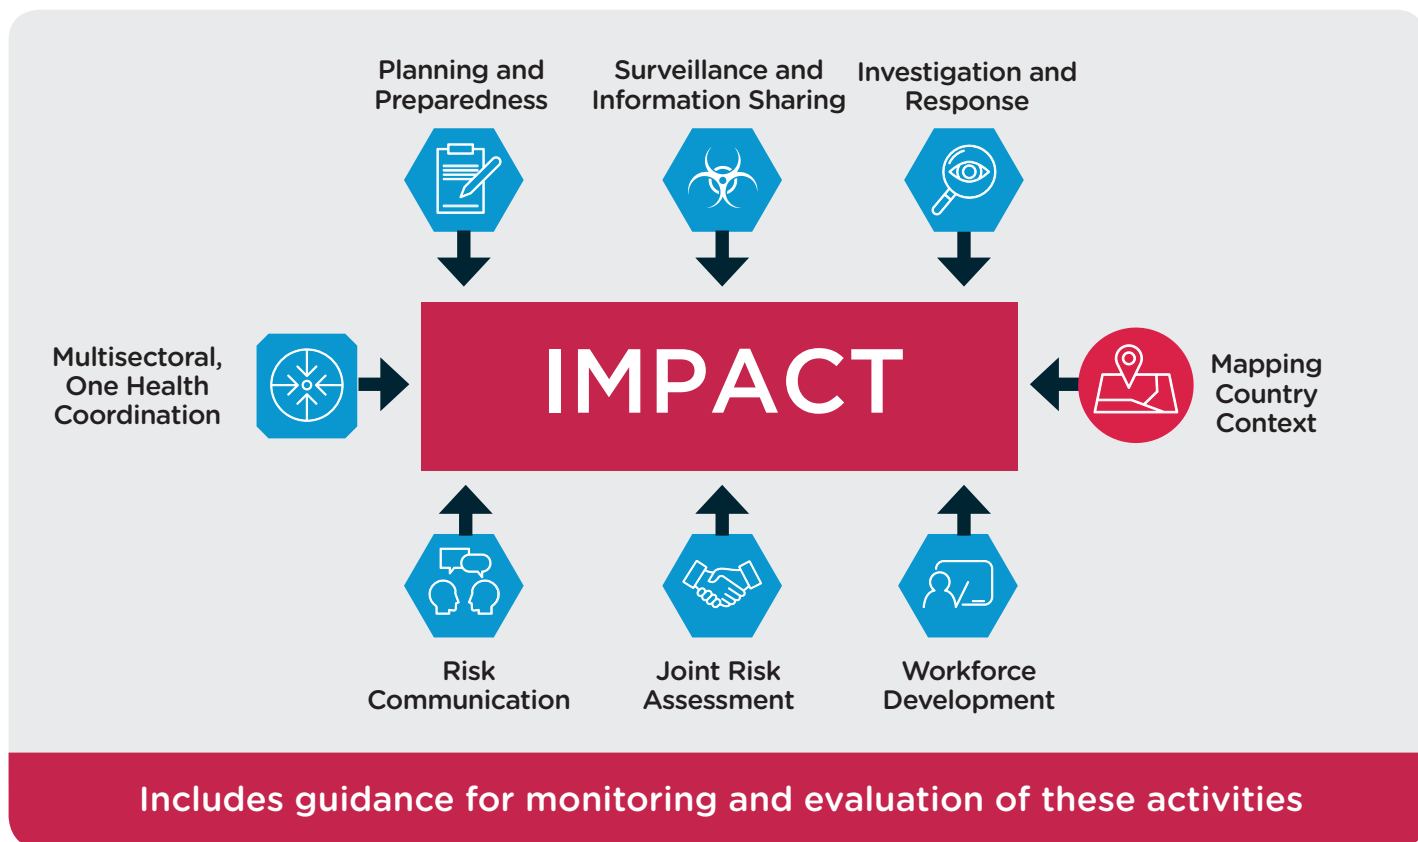 Planning and
Preparedness
Surveillance and
Information Sharing
Investigation and
Response
Multisectoral,
One Health
Coordination
IMPACT
Mapping
Country
Context
Risk
Communication
Joint Risk
Assessment
Workforce
Development
Includes guidance for monitoring and evaluation of these activities